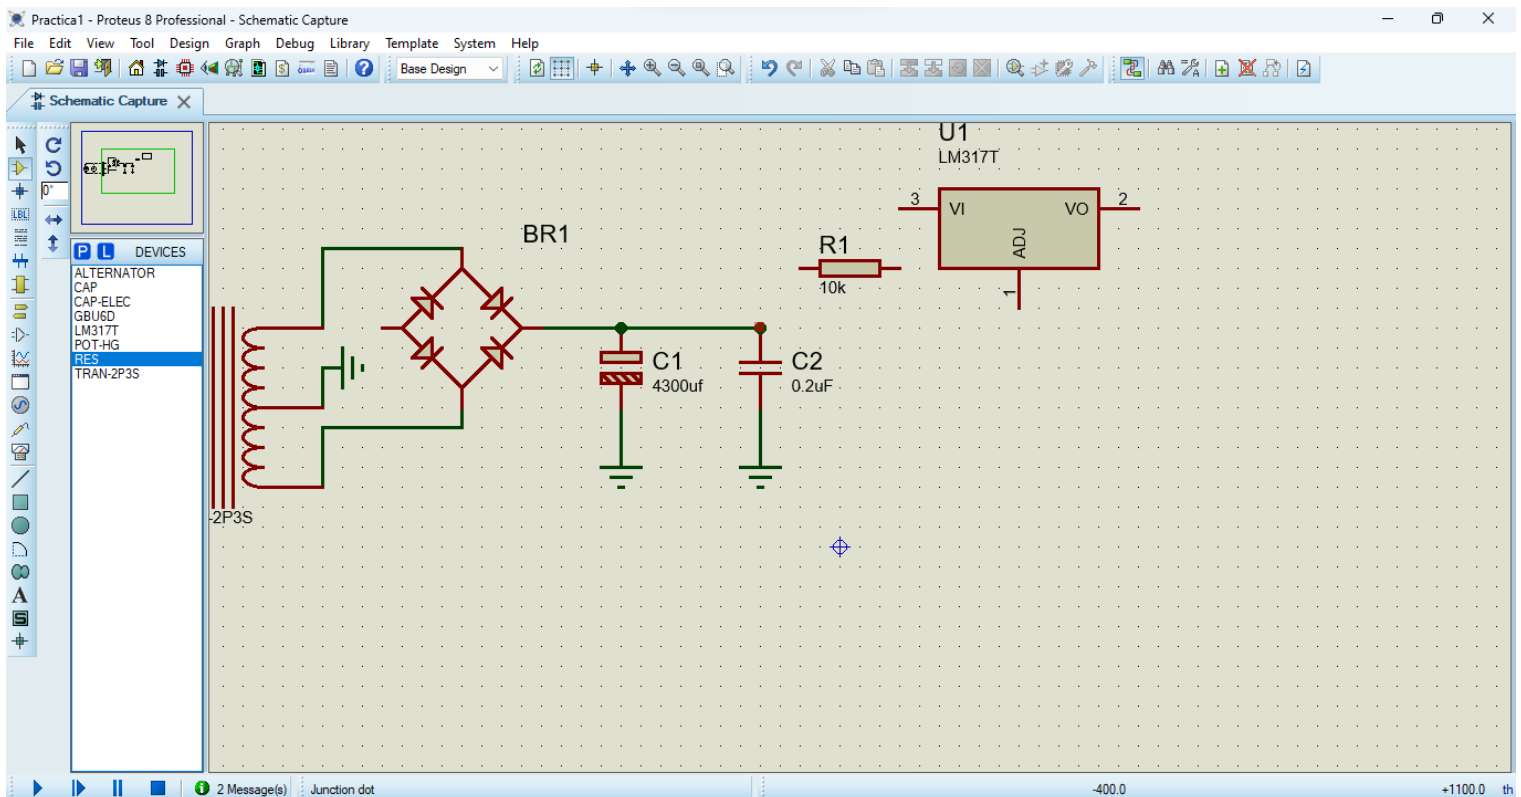 Practica1 - Proteus 8 Professional - Schematic Capture
File Edit View Tool Design Graph Debug Library Template System Help
Base Design
Schematic Capture
0°
LBL
P L DEVICES
ALTERNATOR
CAP
CAP-ELEC
GBU6D
LM317T
POT-HG
RES
TRAN-2P3S
U1
LM317T
3 VI VO 2
ADJ
1
BR1
R1
10k
C1
4300uf
C2
0.2uF
-2P3S
A
S
2 Message(s) Junction dot -400.0 +1100.0 th